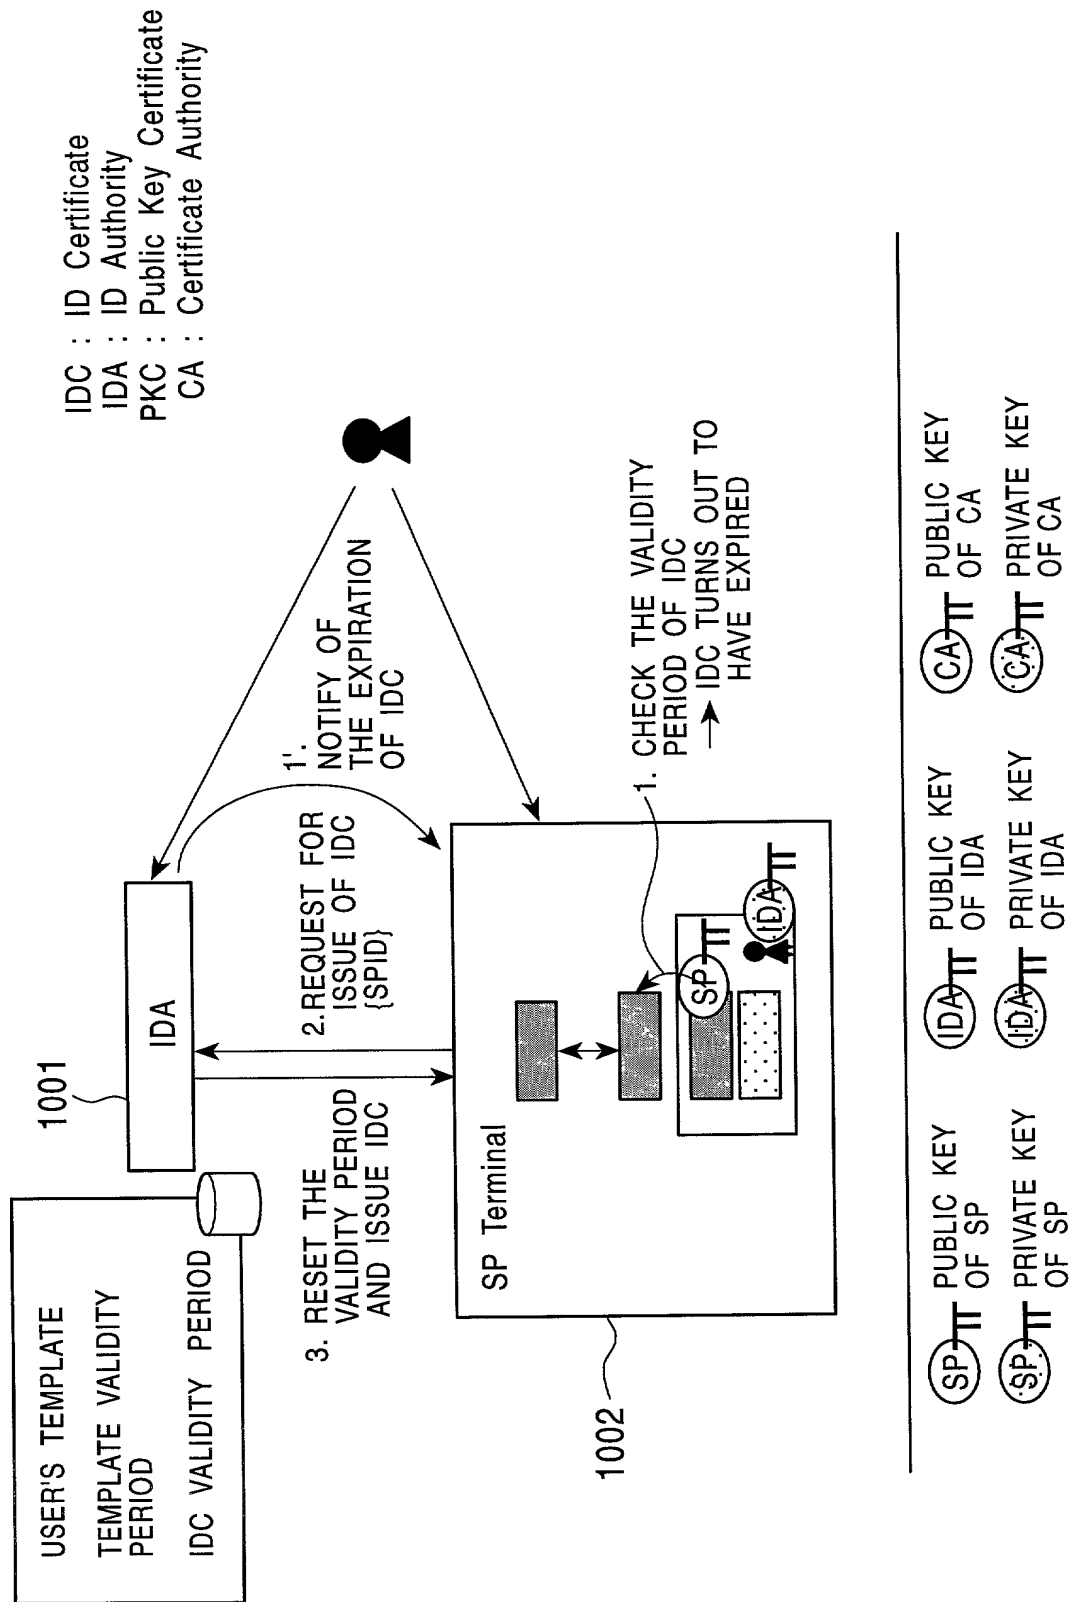 IDC : ID Certificate
IDA : ID Authority
PKC : Public Key Certificate
CA : Certificate Authority
USER'S TEMPLATE
TEMPLATE VALIDITY
PERIOD
IDC VALIDITY PERIOD
1001
IDA
1'.
NOTIFY OF
THE EXPIRATION
OF IDC
2.REQUEST FOR
ISSUE OF IDC
{SPID}
3. RESET THE
VALIDITY PERIOD
AND ISSUE IDC
1002
SP Terminal
SP
IDA
1. CHECK THE VALIDITY
PERIOD OF IDC
→ IDC TURNS OUT TO
HAVE EXPIRED
SP PUBLIC KEY
OF SP
IDA PUBLIC KEY
OF IDA
CA PUBLIC KEY
OF CA
SP PRIVATE KEY
OF SP
IDA PRIVATE KEY
OF IDA
CA PRIVATE KEY
OF CA